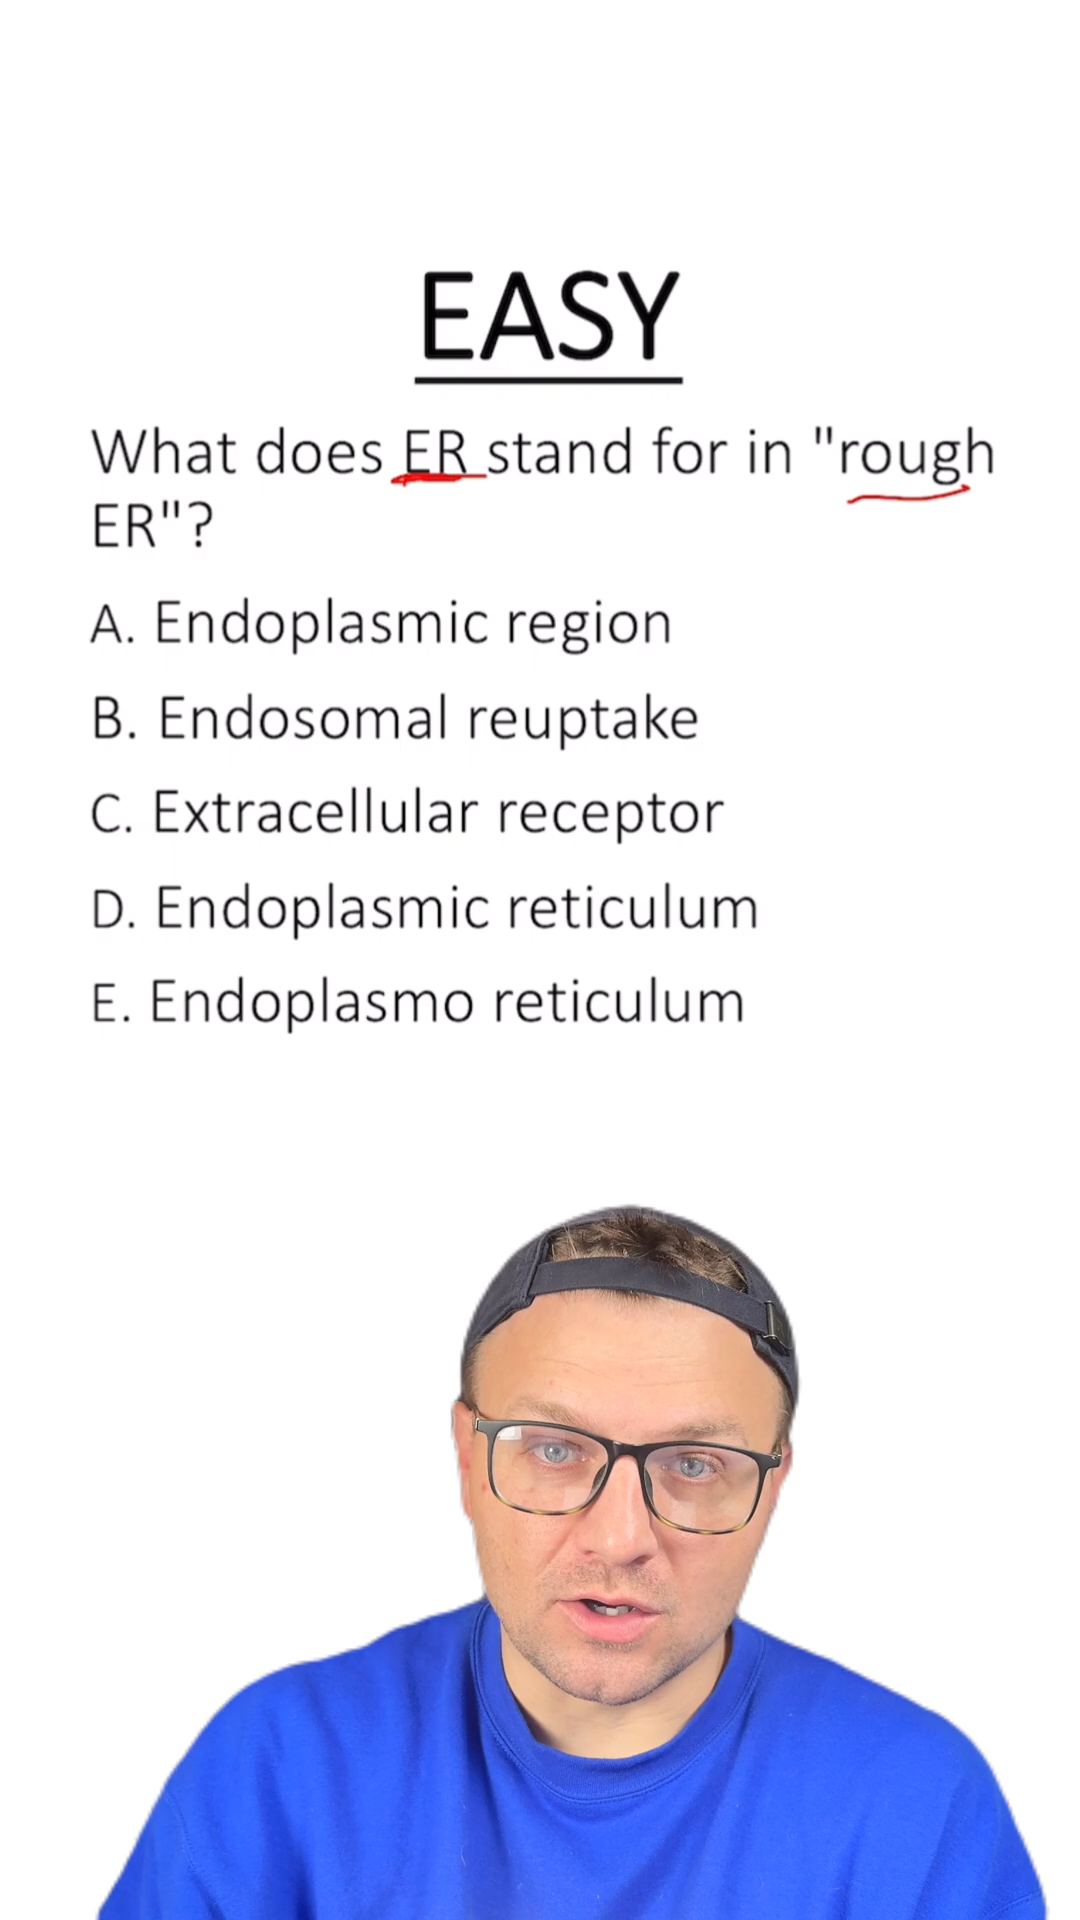 EASY
What does ER stand for in "rough
ER"?
A. Endoplasmic region
B. Endosomal reuptake
C. Extracellular receptor
D. Endoplasmic reticulum
E. Endoplasmo reticulum